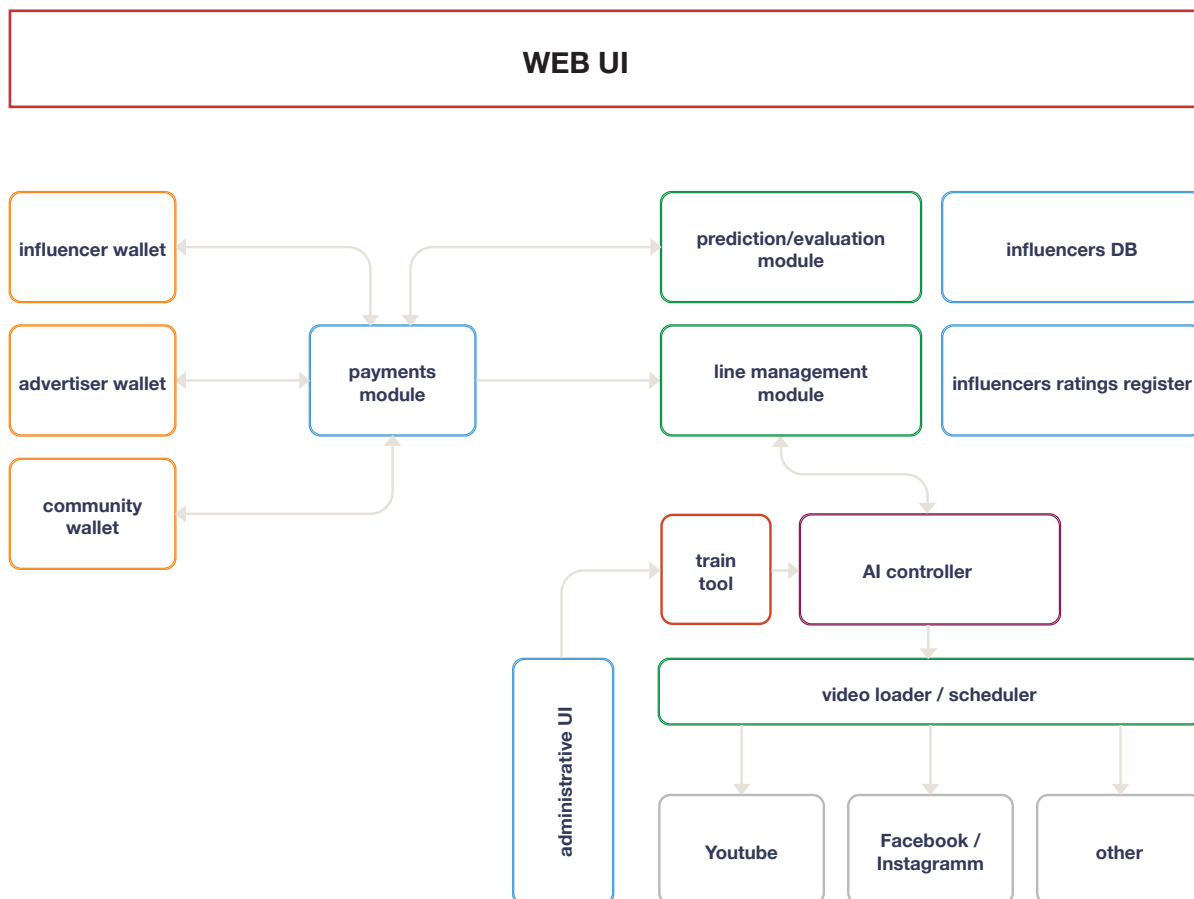 WEB UI
influencer wallet
prediction/evaluation
module
influencers DB
advertiser wallet
payments
module
line management
module
influencers ratings register
community
wallet
train
tool
AI controller
video loader / scheduler
administrative UI
Youtube
Facebook /
Instagramm
other